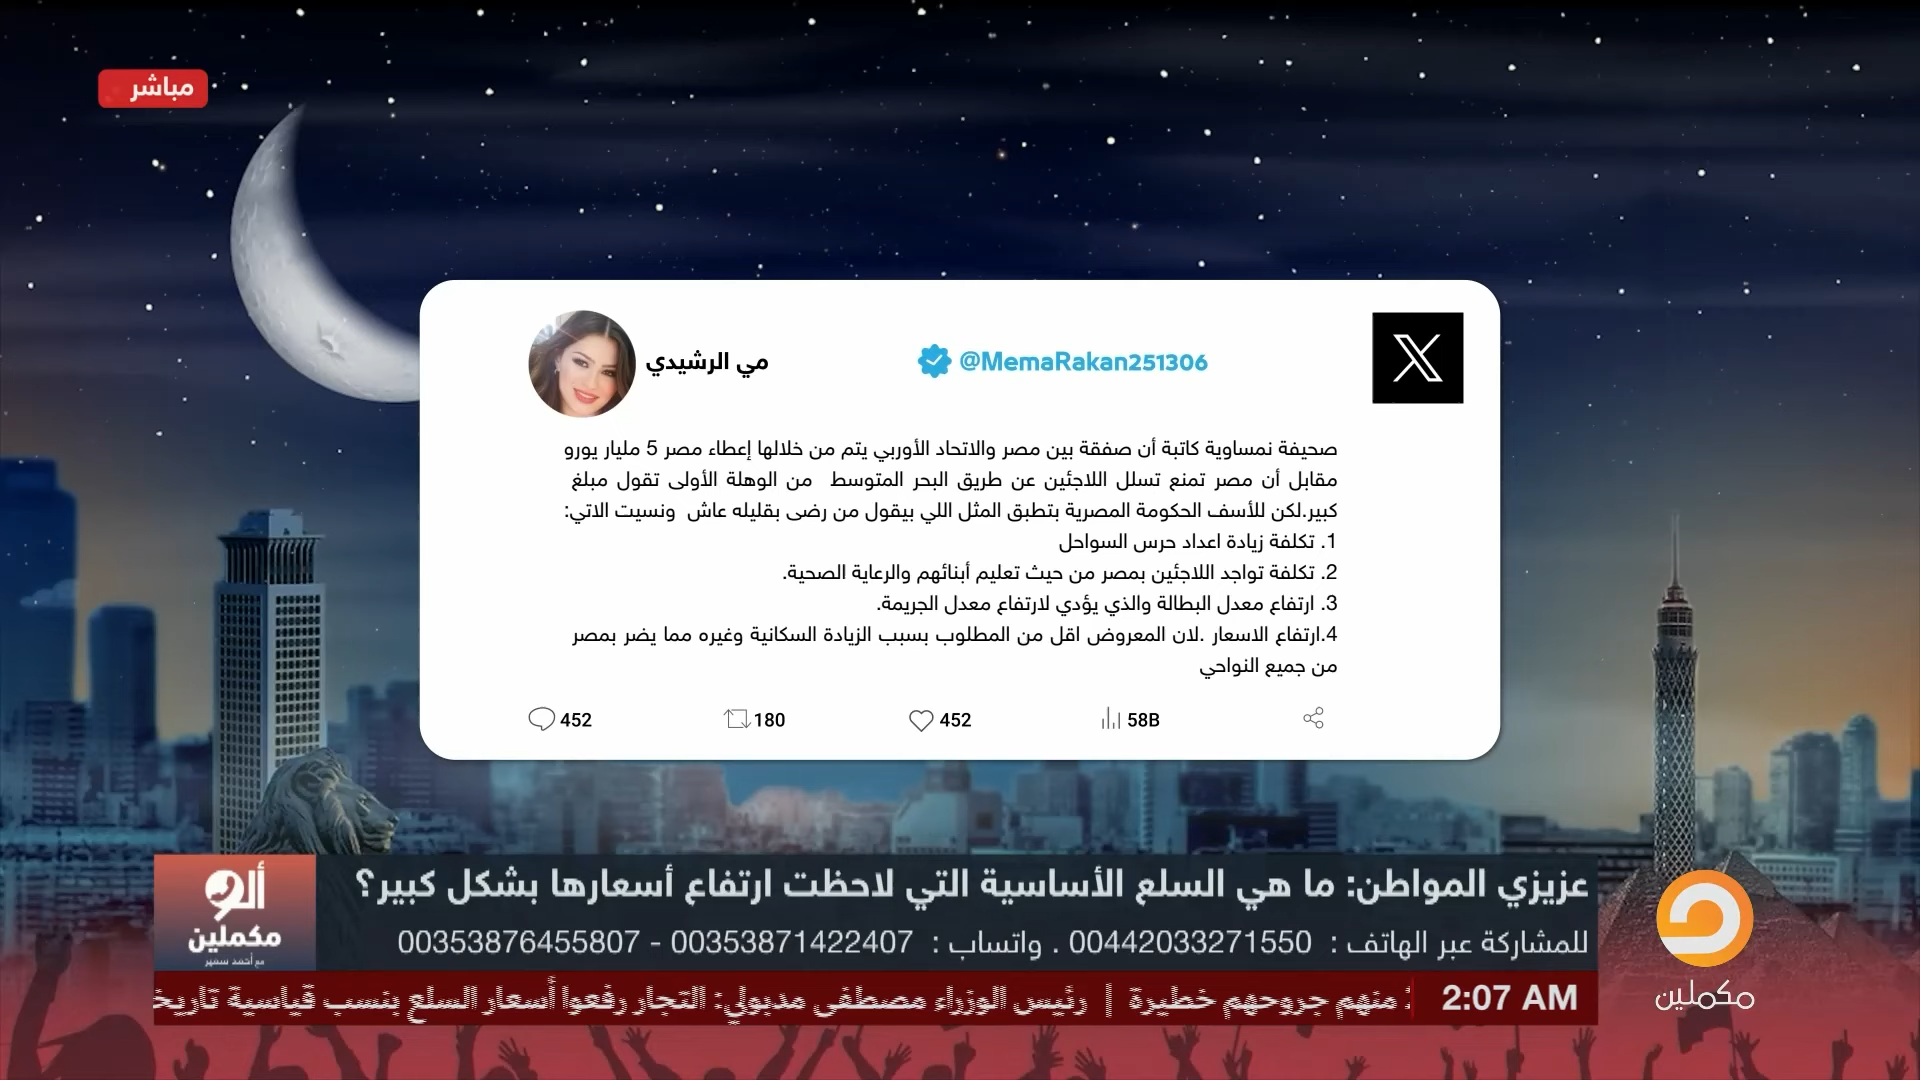 مباشر
مي الرشيدي
@MemaRakan251306
صحيفة نمساوية كاتبة أن صفقة بين مصر والاتحاد الأوربي يتم من خلالها إعطاء مصر 5 مليار يورو
مقابل أن مصر تمنع تسلل اللاجئين عن طريق البحر المتوسط من الوهلة الأولى تقول مبلغ
كبير.لكن للأسف الحكومة المصرية بتطبق المثل اللي بيقول من رضى بقليله عاش ونسيت الاتي:
1. تكلفة زيادة اعداد حرس السواحل
2. تكلفة تواجد اللاجئين بمصر من حيث تعليم أبنائهم والرعاية الصحية.
3. ارتفاع معدل البطالة والذي يؤدي لارتفاع معدل الجريمة.
4.ارتفاع الاسعار .لان المعروض اقل من المطلوب بسبب الزيادة السكانية وغيره مما يضر بمصر
من جميع النواحي
452
180
452
58B
عزيزي المواطن: ما هي السلع الأساسية التي لاحظت ارتفاع أسعارها بشكل كبير؟
للمشاركة عبر الهاتف : 00442033271550 . واتساب : 00353871422407 - 00353876455807
ألو
مكملين
مع أحمد سمير
2:07 AM
منهم جروحهم خطيرة | رئيس الوزراء مصطفى مدبولي: التجار رفعوا أسعار السلع بنسب قياسية
مكملين